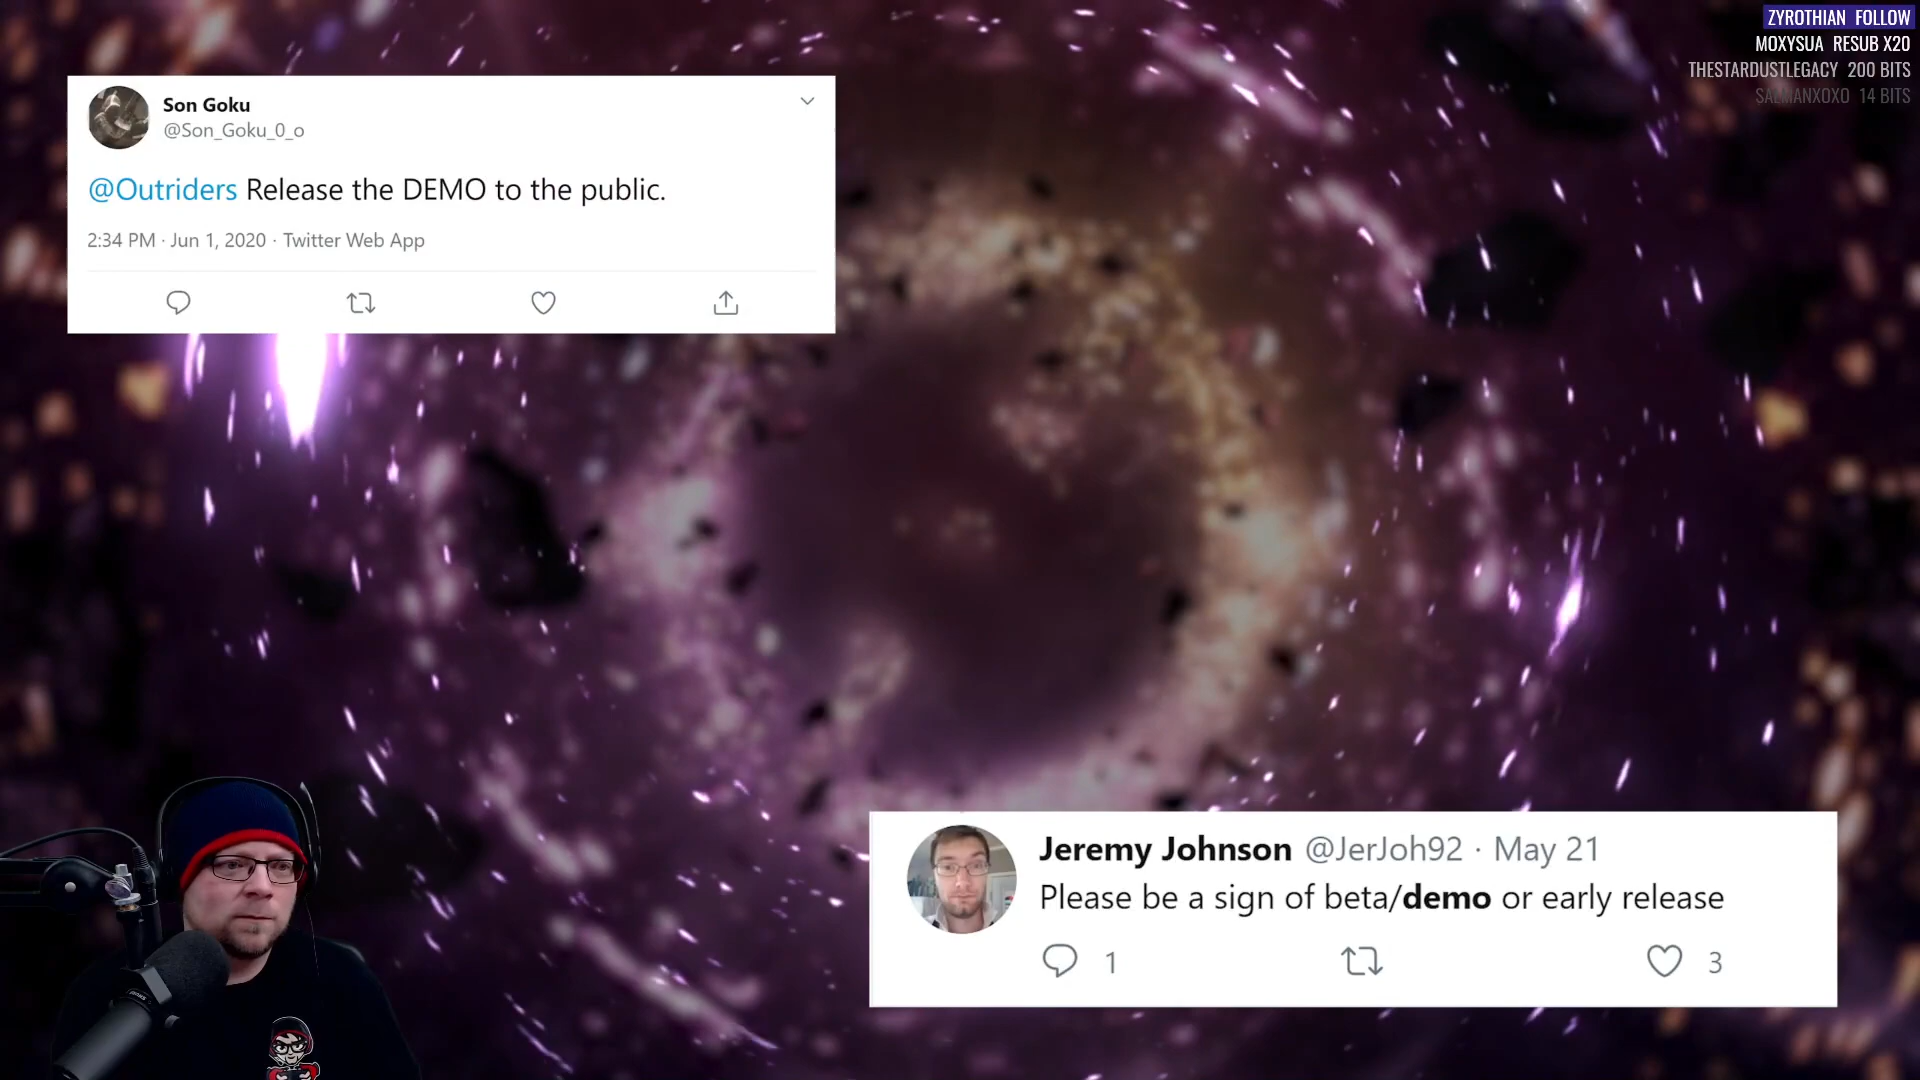 ZYROTHIAN FOLLOW
MOXYSUA RESUB X20
THESTARDUSTLEGACY 200 BITS
SALMANXOXO 14 BITS
Son Goku
@Son_Goku_0_o
@Outriders Release the DEMO to the public.
2:34 PM · Jun 1, 2020 · Twitter Web App
Jeremy Johnson @JerJoh92 · May 21
Please be a sign of beta/demo or early release
1 3